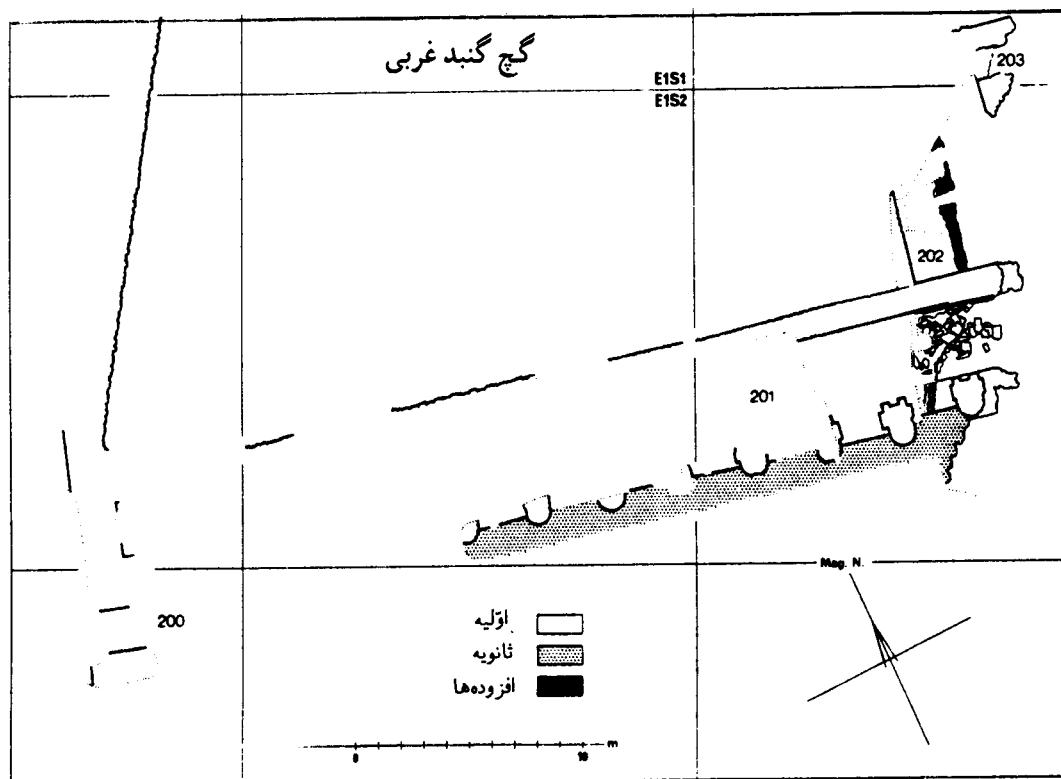 گچ گنبد غربی
E1S1
E1S2
203
202
201
200
Mag. N.
اوّلیه
ثانویه
افزوده‌ها
0
10
m